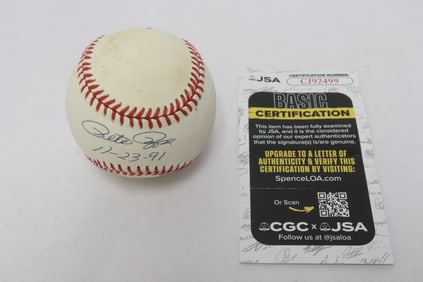 Pete Rose
12-23-91
JSA
CERTIFICATION NUMBER
CJ92499
BASIC
CERTIFICATION
This item has been fully examined
by JSA, and it is the considered
opinion of our expert authenticators
that the signature(s) is/are genuine.
UPGRADE TO A LETTER OF
AUTHENTICITY & VERIFY THIS
CERTIFICATION BY VISITING:
SpenceLOA.com
Or Scan
CGC x JSA
Follow us at @jsaloa